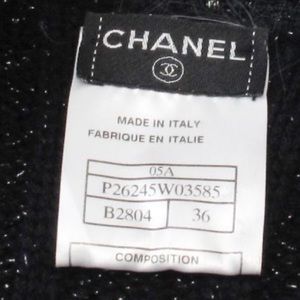 CHANEL
MADE IN ITALY
FABRIQUE EN ITALIE
05A
P26245W03585
B2804 36
COMPOSITION